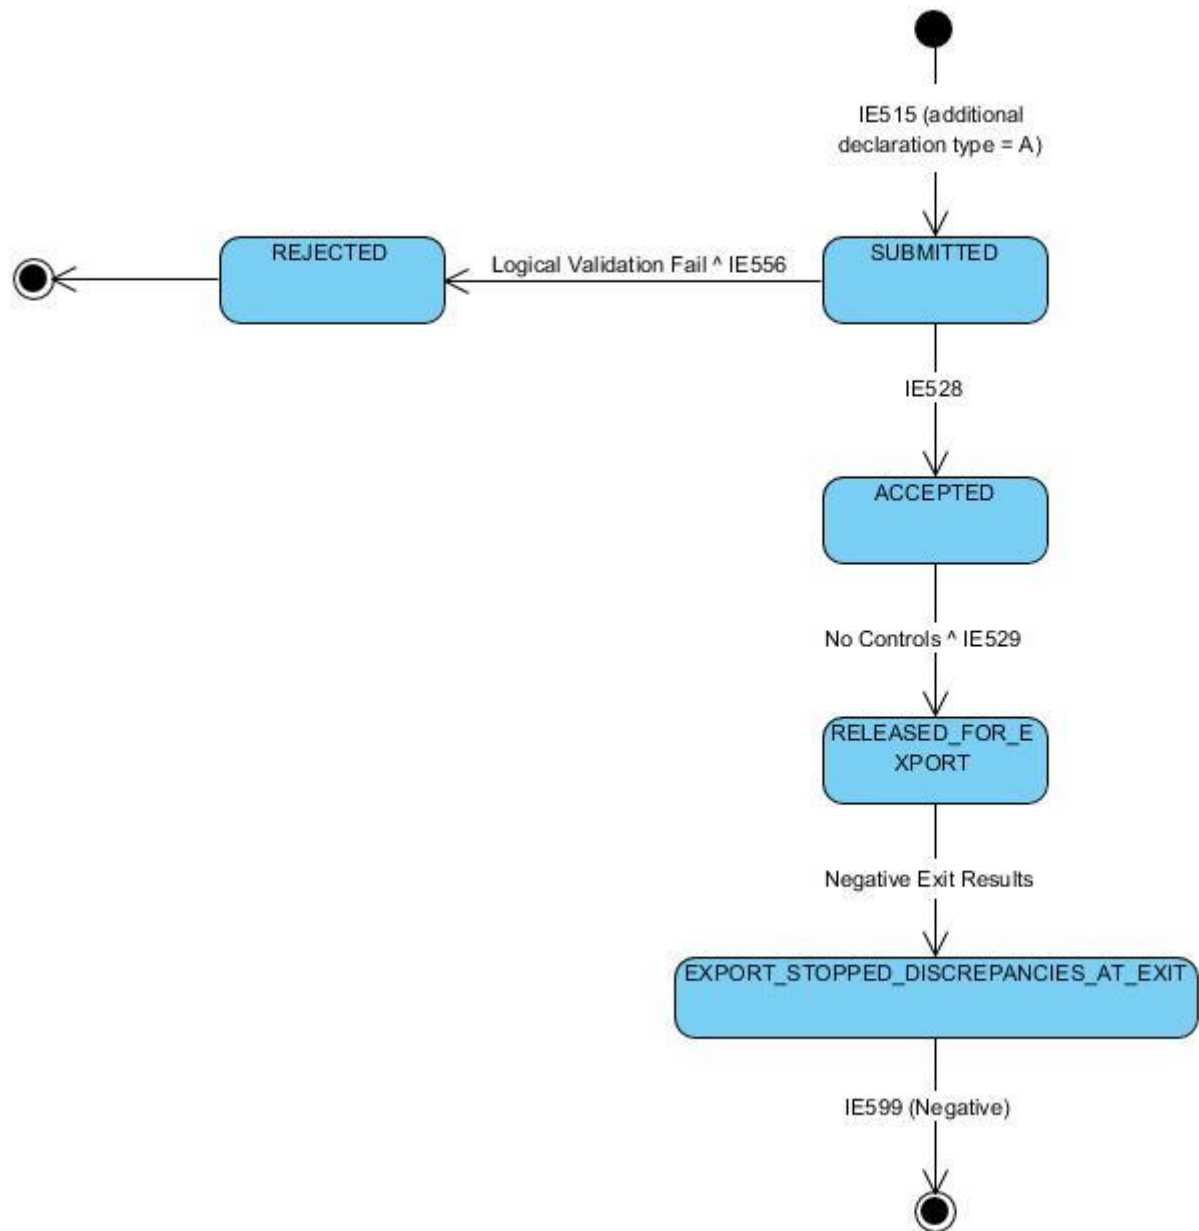 IE515 (additional
declaration type = A)
REJECTED
Logical Validation Fail ^ IE556
SUBMITTED
IE528
ACCEPTED
No Controls ^ IE529
RELEASED_FOR_E
XPORT
Negative Exit Results
EXPORT_STOPPED_DISCREPANCIES_AT_EXIT
IE599 (Negative)